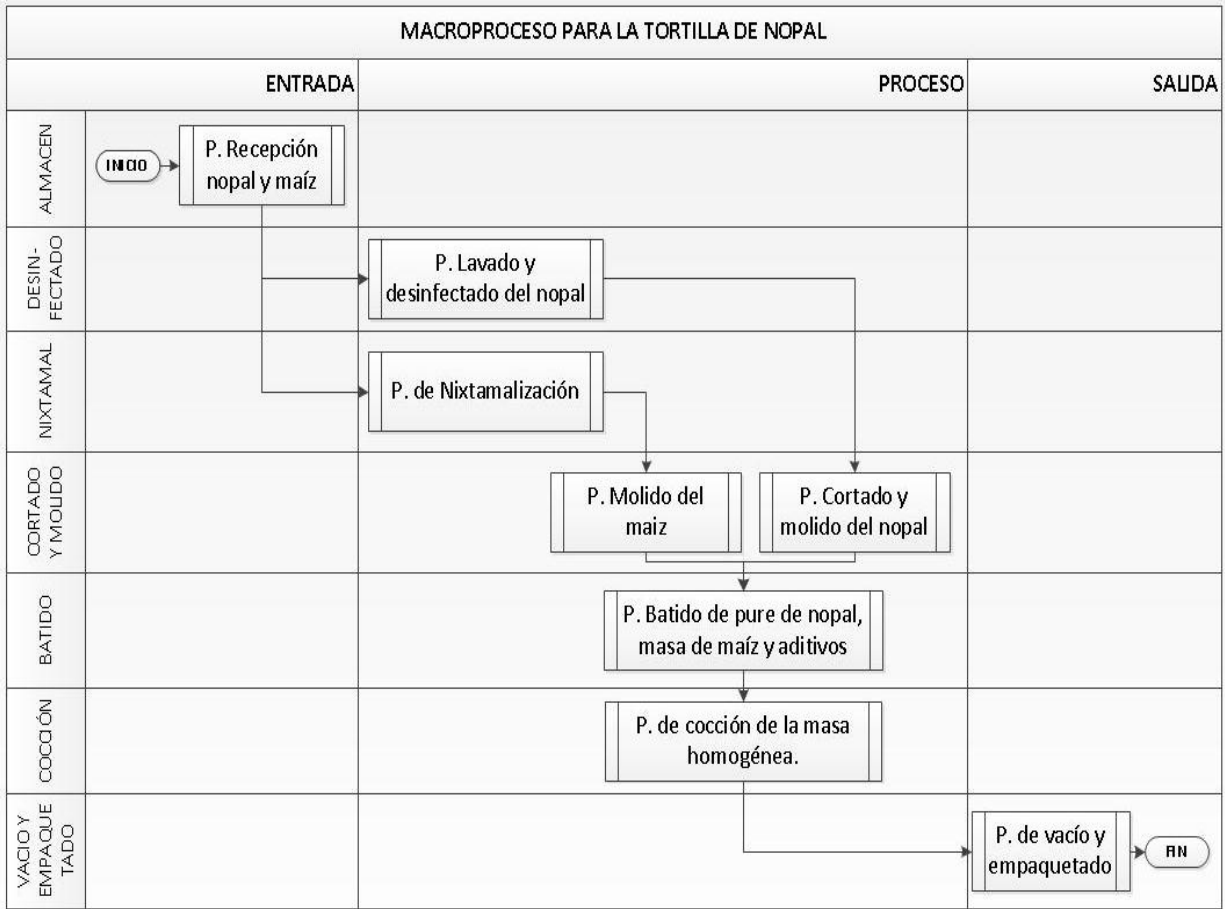 MACROPROCESO PARA LA TORTILLA DE NOPAL
ENTRADA
PROCESO
SALIDA
ALMACEN
INICIO
P. Recepción
nopal y maíz
DESIN-
FECTADO
P. Lavado y
desinfectado del nopal
NIXTAMAL
P. de Nixtamalización
CORTADO
Y MOLIDO
P. Molido del
maiz
P. Cortado y
molido del nopal
BATIDO
P. Batido de pure de nopal,
masa de maíz y aditivos
COCCIÓN
P. de cocción de la masa
homogénea.
VACIO Y
EMPAQUE
TADO
P. de vacío y
empaquetado
FIN